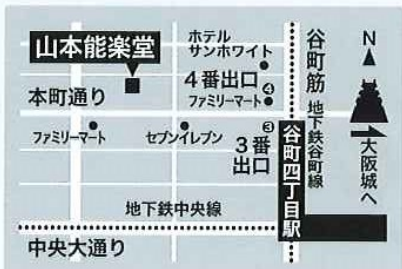 山本能楽堂
ホテル
サンホワイト
4番出口
④
ファミリーマート
本町通り
ファミリーマート
セブンイレブン
③
3番
出口
谷町筋
地下鉄谷町線
谷町四丁目駅
N
大阪城へ
地下鉄中央線
中央大通り